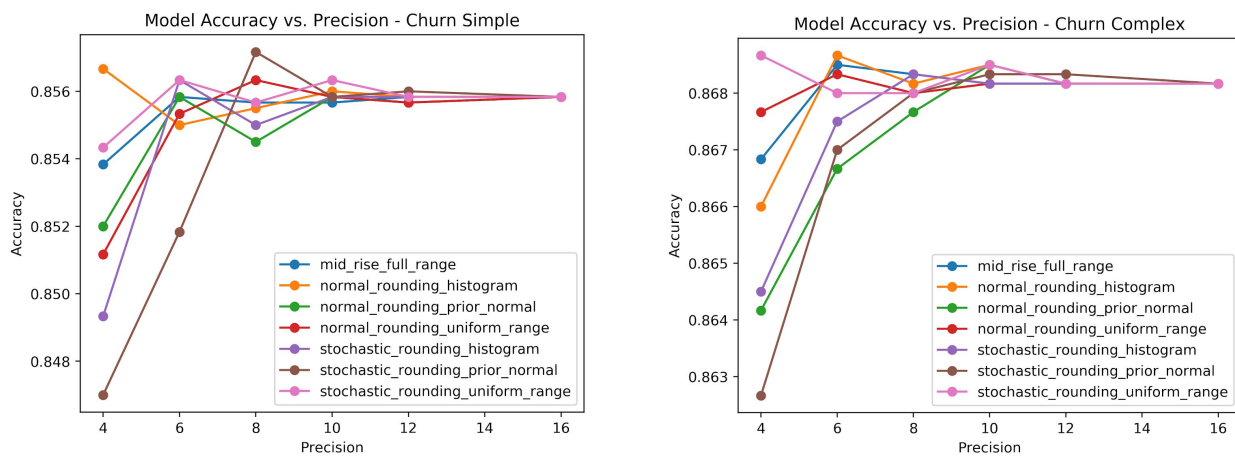 Model Accuracy vs. Precision - Churn Simple
0.856
0.854
0.852
0.850
0.848
Accuracy
4 6 8 10 12 14 16
Precision
mid_rise_full_range
normal_rounding_histogram
normal_rounding_prior_normal
normal_rounding_uniform_range
stochastic_rounding_histogram
stochastic_rounding_prior_normal
stochastic_rounding_uniform_range
Model Accuracy vs. Precision - Churn Complex
0.868
0.867
0.866
0.865
0.864
0.863
Accuracy
4 6 8 10 12 14 16
Precision
mid_rise_full_range
normal_rounding_histogram
normal_rounding_prior_normal
normal_rounding_uniform_range
stochastic_rounding_histogram
stochastic_rounding_prior_normal
stochastic_rounding_uniform_range